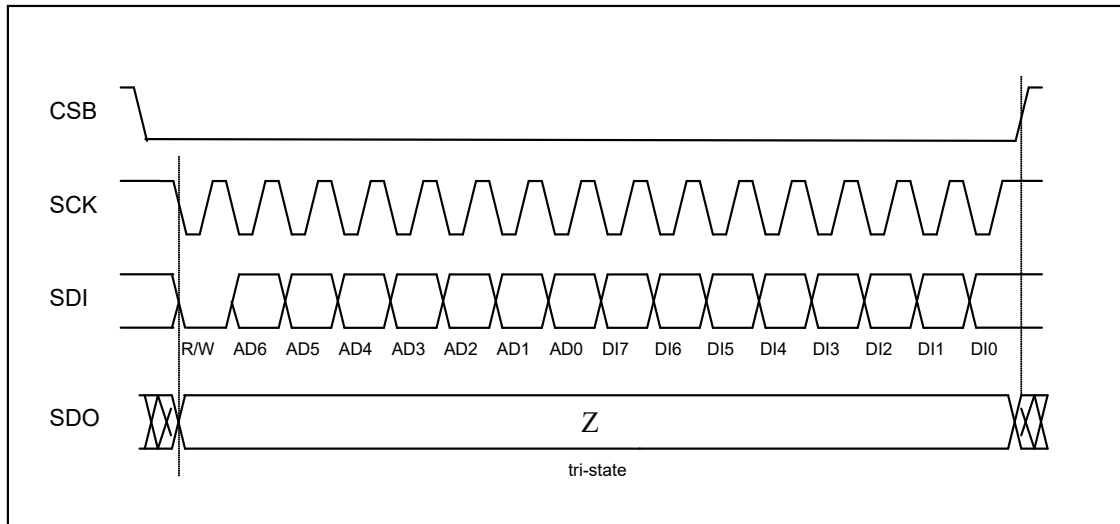 CSB
SCK
SDI
R/W AD6 AD5 AD4 AD3 AD2 AD1 AD0 DI7 DI6 DI5 DI4 DI3 DI2 DI1 DI0
SDO
Z
tri-state